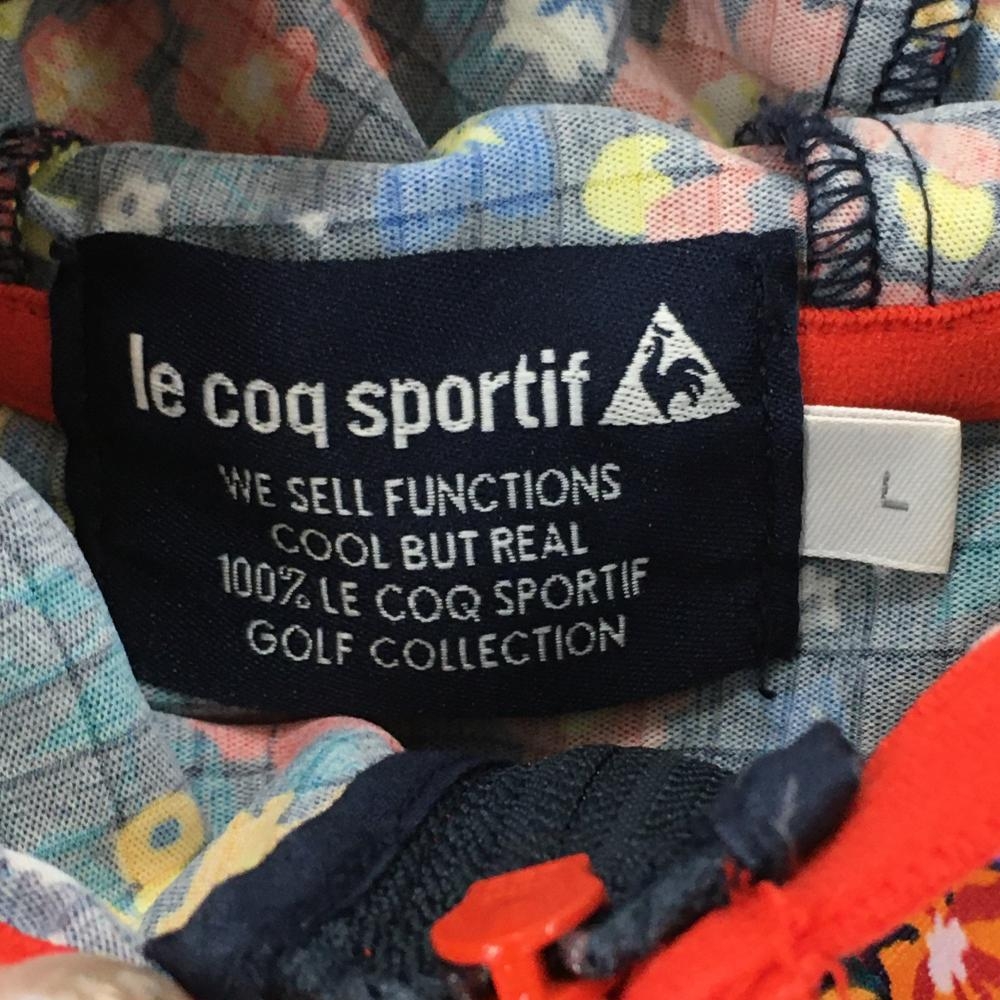 le coq sportif
WE SELL FUNCTIONS
COOL BUT REAL
100% LE COQ SPORTIF
GOLF COLLECTION
L